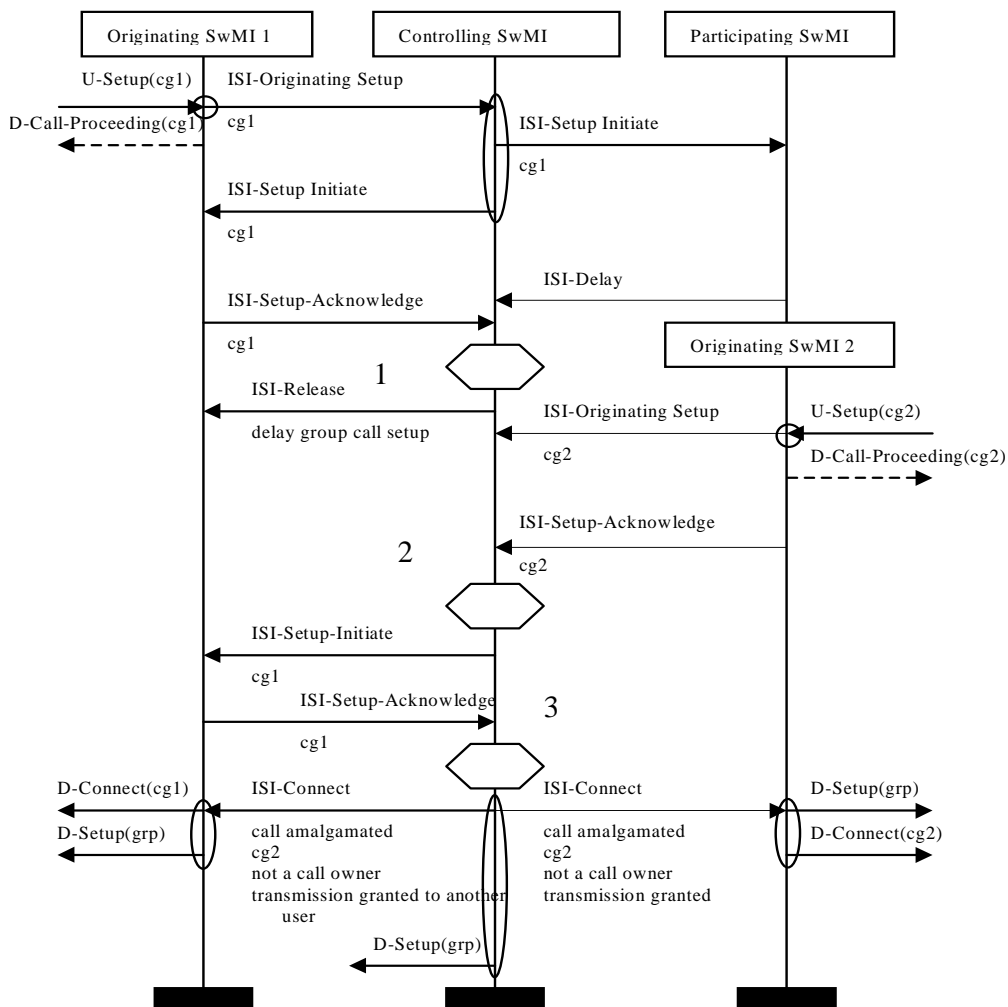 Originating SwMI 1
Controlling SwMI
Participating SwMI
U-Setup(cg1)
ISI-Originating Setup
D-Call-Proceeding(cg1)
cg1
ISI-Setup Initiate
cg1
ISI-Setup Initiate
cg1
ISI-Delay
ISI-Setup-Acknowledge
cg1
Originating SwMI 2
1
ISI-Release
delay group call setup
ISI-Originating Setup
cg2
U-Setup(cg2)
D-Call-Proceeding(cg2)
ISI-Setup-Acknowledge
cg2
2
ISI-Setup-Initiate
cg1
ISI-Setup-Acknowledge
cg1
3
D-Connect(cg1)
ISI-Connect
ISI-Connect
D-Setup(grp)
D-Setup(grp)
call amalgamated
cg2
not a call owner
transmission granted to another
user
call amalgamated
cg2
not a call owner
transmission granted
D-Connect(cg2)
D-Setup(grp)